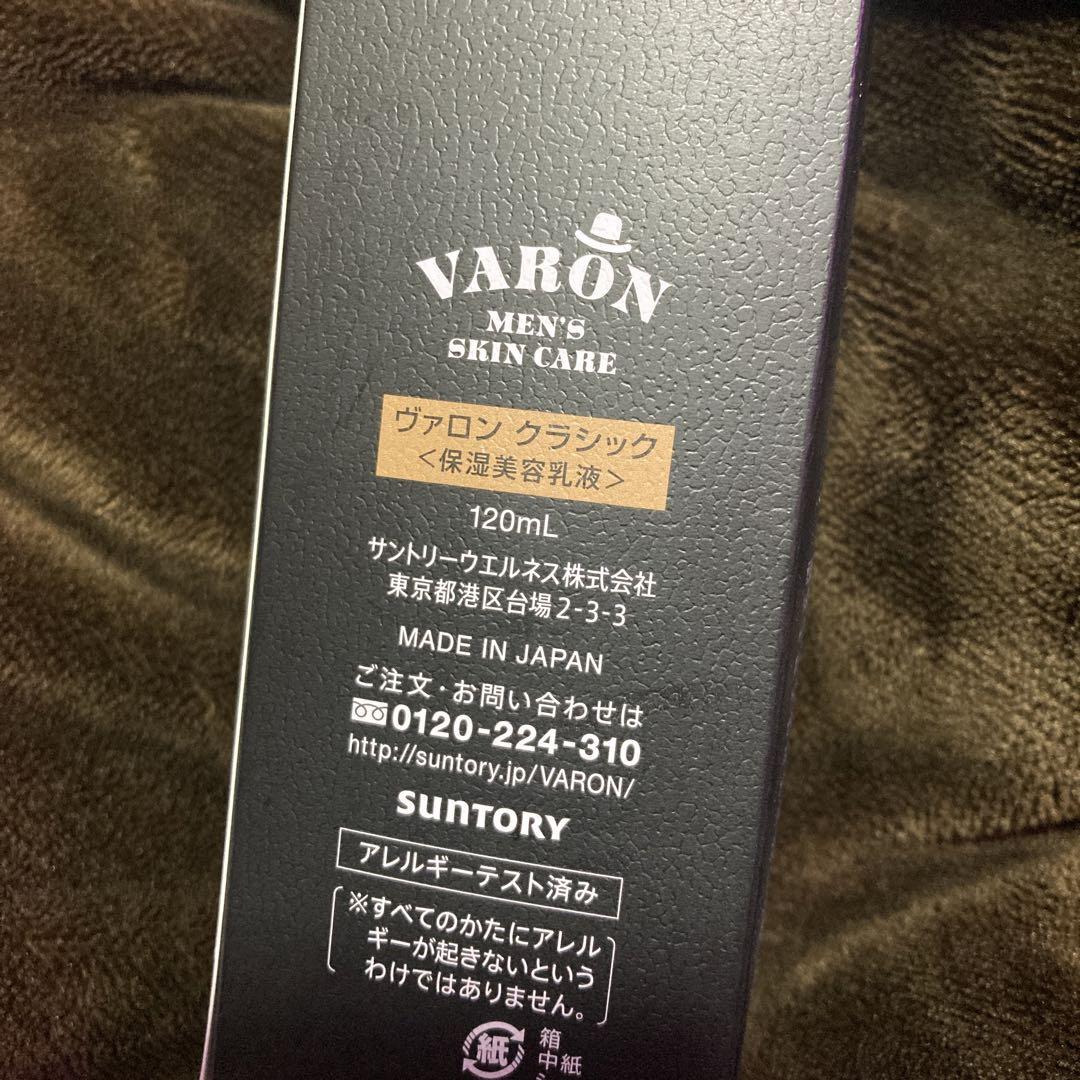 VARON
MEN'S
SKIN CARE
ヴァロン クラシック
<保湿美容乳液>
120mL
サントリーウエルネス株式会社
東京都港区台場2-3-3
MADE IN JAPAN
ご注文・お問い合わせは
0120-224-310
http://suntory.jp/VARON/
SUNTORY
アレルギーテスト済み
※すべてのかたにアレル
ギーが起きないという
わけではありません。
紙
箱
中紙